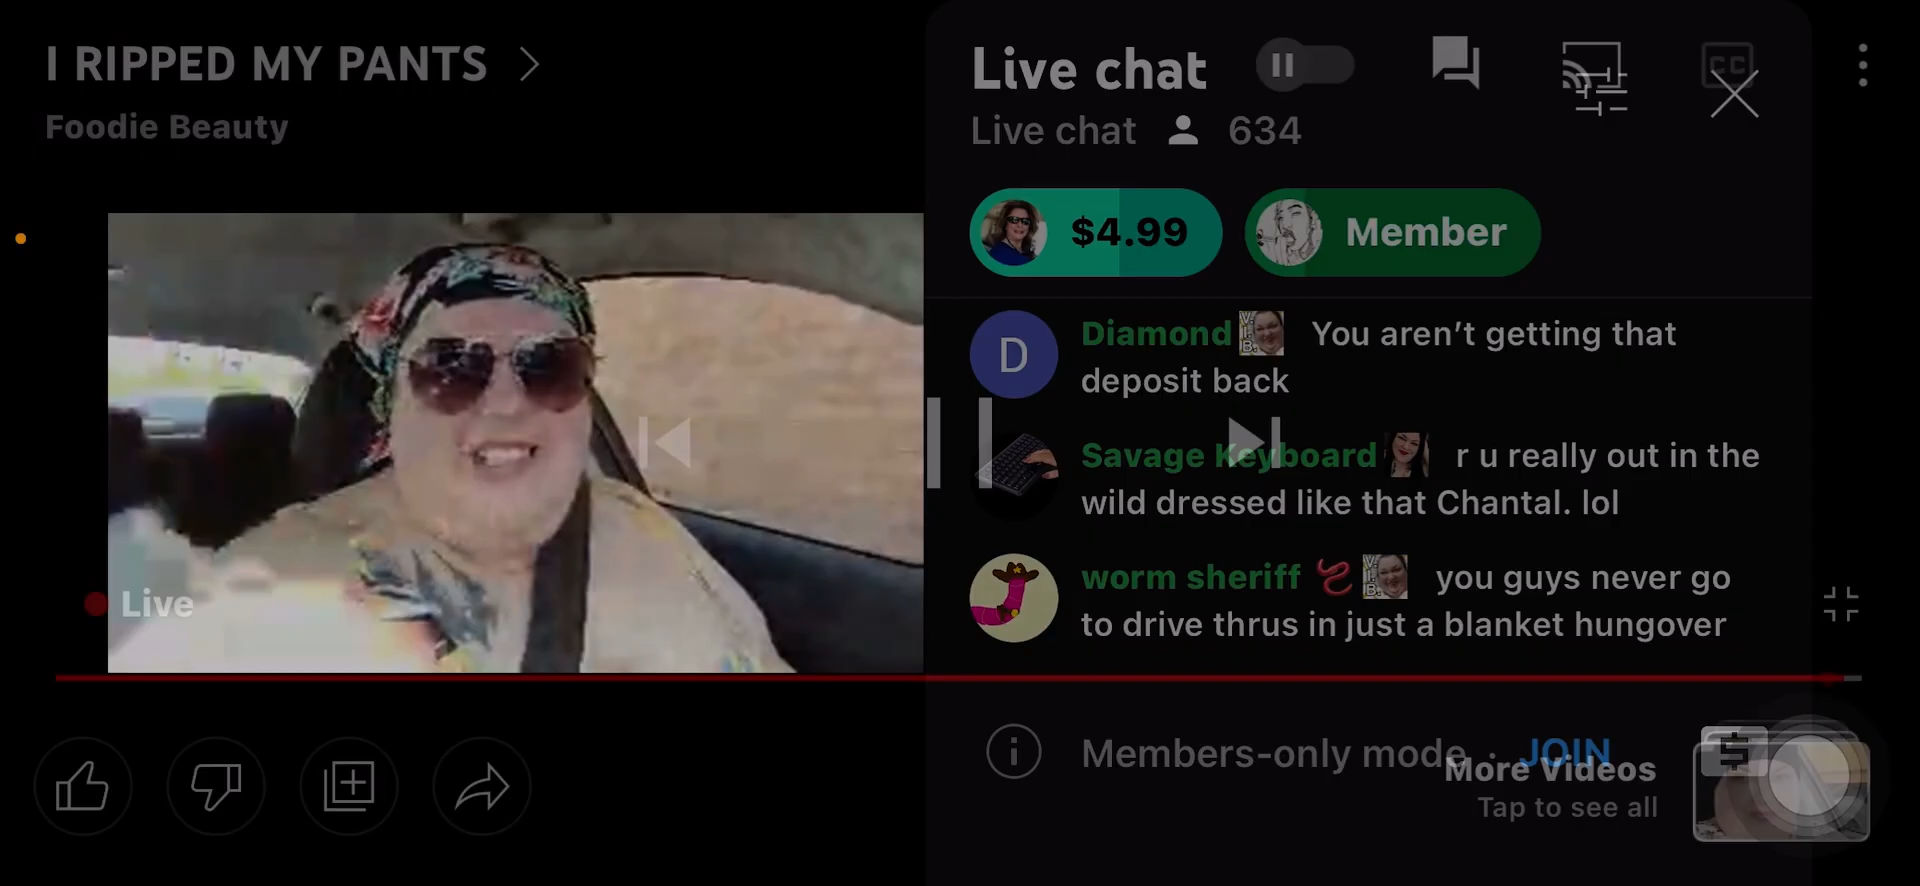 I RIPPED MY PANTS
Foodie Beauty
Live
Live chat
Live chat 634
CC
$4.99
Member
D
Diamond You aren't getting that
deposit back
Savage Keyboard r u really out in the
wild dressed like that Chantal. lol
worm sheriff you guys never go
to drive thrus in just a blanket hungover
Members-only mode · JOIN
More Videos
Tap to see all